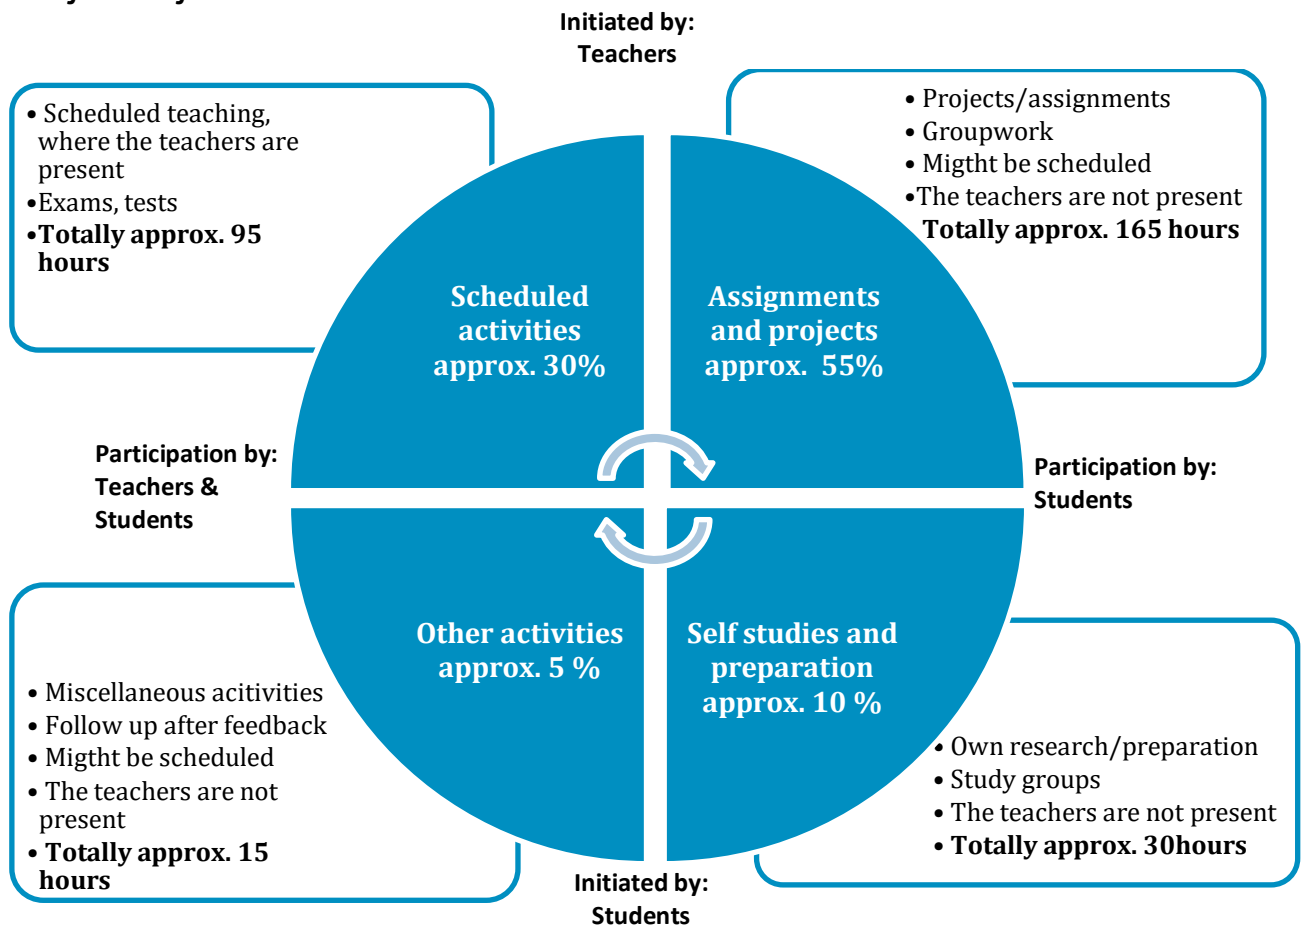 Initiated by:
Teachers
• Scheduled teaching,
where the teachers are
present
•Exams, tests
•Totally approx. 95
hours
• Projects/assignments
• Groupwork
• Migtht be scheduled
•The teachers are not present
Totally approx. 165 hours
Scheduled
activities
approx. 30%
Assignments
and projects
approx. 55%
Participation by:
Teachers &
Students
Participation by:
Students
Other activities
approx. 5 %
Self studies and
preparation
approx. 10 %
• Miscellaneous acitivities
• Follow up after feedback
• Migtht be scheduled
• The teachers are not
present
• Totally approx. 15
hours
• Own research/preparation
• Study groups
• The teachers are not present
• Totally approx. 30hours
Initiated by:
Students